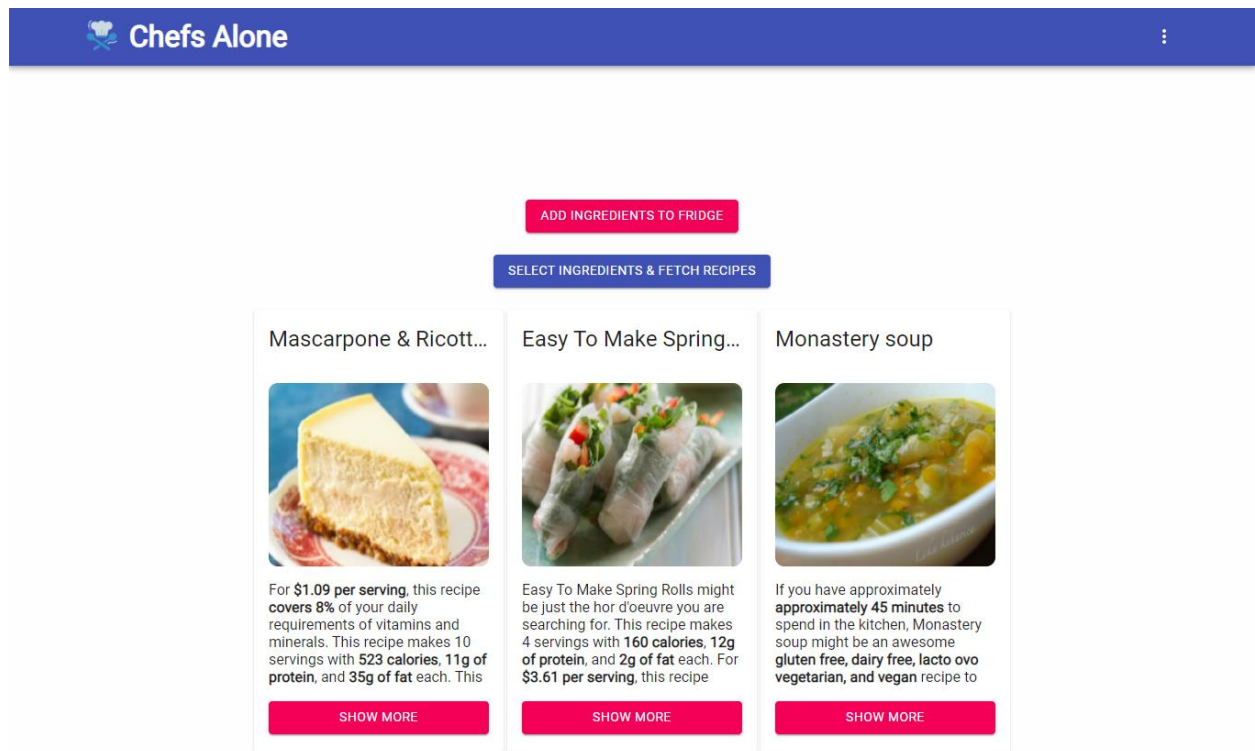 Chefs Alone
ADD INGREDIENTS TO FRIDGE
SELECT INGREDIENTS & FETCH RECIPES
Mascarpone & Ricott...
For $1.09 per serving, this recipe
covers 8% of your daily
requirements of vitamins and
minerals. This recipe makes 10
servings with 523 calories, 11g of
protein, and 35g of fat each. This
SHOW MORE
Easy To Make Spring...
Easy To Make Spring Rolls might
be just the hor d'oeuvre you are
searching for. This recipe makes
4 servings with 160 calories, 12g
of protein, and 2g of fat each. For
$3.61 per serving, this recipe
SHOW MORE
Monastery soup
If you have approximately
approximately 45 minutes to
spend in the kitchen, Monastery
soup might be an awesome
gluten free, dairy free, lacto ovo
vegetarian, and vegan recipe to
SHOW MORE